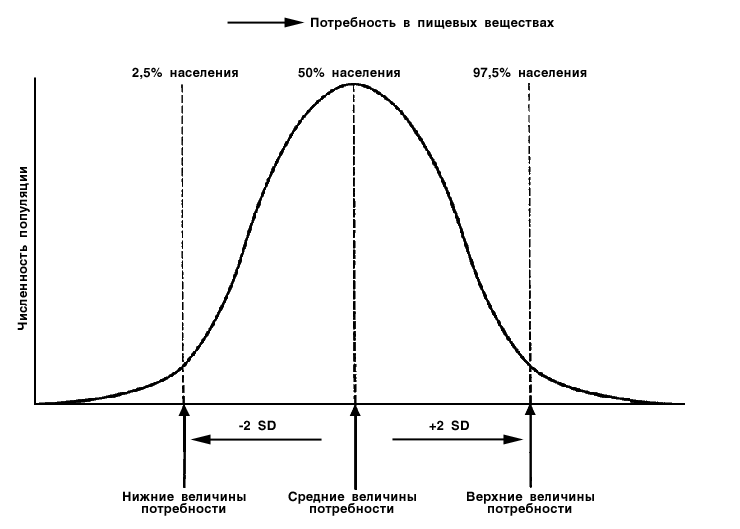 Потребность в пищевых веществах
2,5% населения
50% населения
97,5% населения
Численность популяции
-2 SD
+2 SD
Нижние величины
потребности
Средние величины
потребности
Верхние величины
потребности